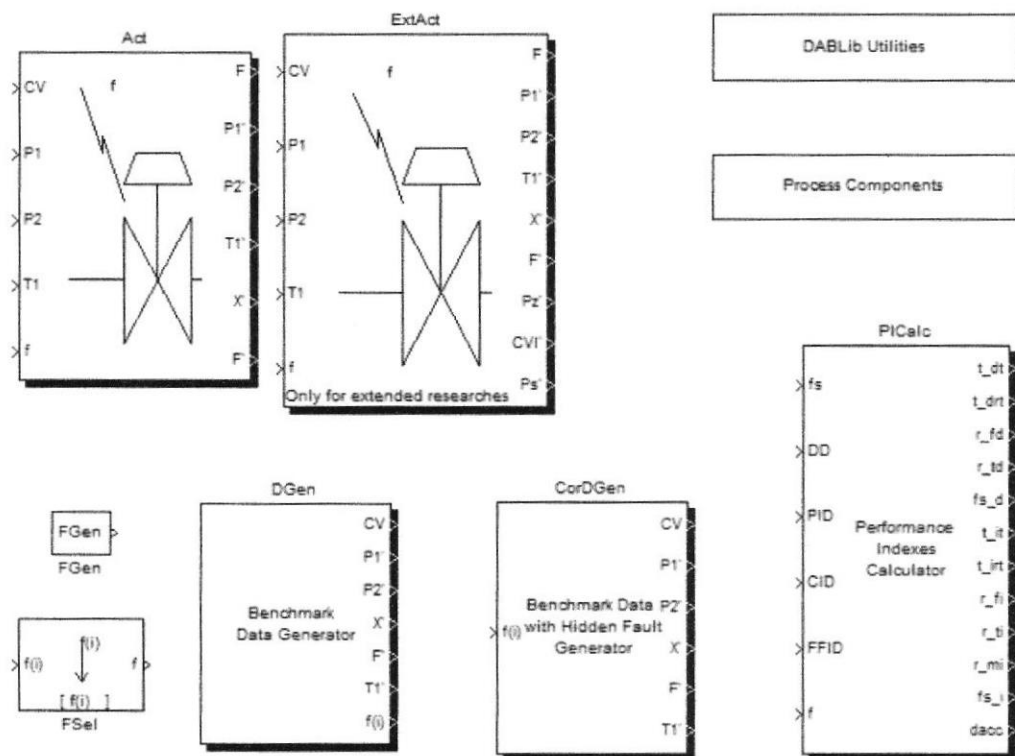 Act
CV
P1
P2
T1
f
f
F
P1'
P2'
T1'
X'
F'
ExtAct
CV
P1
P2
T1
f
f
F
P1'
P2'
T1'
X'
F'
Pz'
CVI'
Ps'
Only for extended researches
DABLib Utilities
Process Components
FGen
FGen
f(i)
f(i)
f
[ f(i) ]
FSel
DGen
Benchmark
Data Generator
CV
P1'
P2'
X'
F'
T1'
f(i)
CorDGen
f(i)
Benchmark Data
with Hidden Fault
Generator
CV
P1'
P2'
X'
F'
T1'
PICalc
fs
DD
PID
CID
FFID
f
Performance
Indexes
Calculator
t_dt
t_drt
r_fd
r_td
fs_d
t_it
t_irt
r_fi
r_ti
r_mi
fs_i
dacc